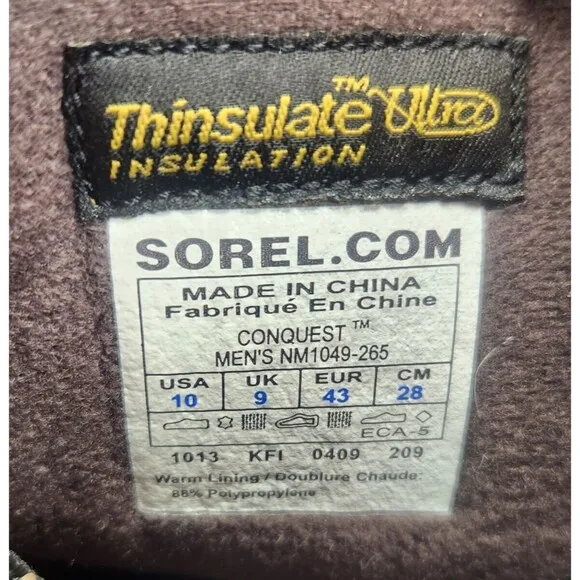 Thinsulate™ Ultra
INSULATION
SOREL.COM
MADE IN CHINA
Fabriqué En Chine
CONQUEST™
MEN'S NM1049-265
USA UK EUR CM
10 9 43 28
ECA 5
1013 KFI 0409 209
Warm Lining / Doublure Chaude:
88% Polypropylene